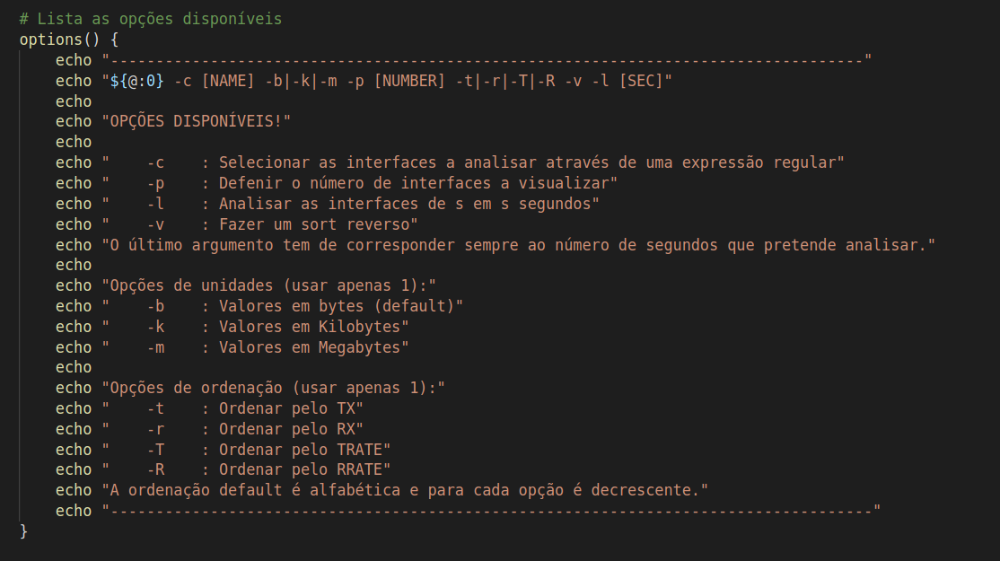 # Lista as opções disponíveis
options() {
    echo "-----------------------------------------------------------------------------------"
    echo "${@:0} -c [NAME] -b|-k|-m -p [NUMBER] -t|-r|-T|-R -v -l [SEC]"
    echo
    echo "OPÇÕES DISPONÍVEIS!"
    echo
    echo "    -c    : Selecionar as interfaces a analisar através de uma expressão regular"
    echo "    -p    : Defenir o número de interfaces a visualizar"
    echo "    -l    : Analisar as interfaces de s em s segundos"
    echo "    -v    : Fazer um sort reverso"
    echo "O último argumento tem de corresponder sempre ao número de segundos que pretende analisar."
    echo
    echo "Opções de unidades (usar apenas 1):"
    echo "    -b    : Valores em bytes (default)"
    echo "    -k    : Valores em Kilobytes"
    echo "    -m    : Valores em Megabytes"
    echo
    echo "Opções de ordenação (usar apenas 1):"
    echo "    -t    : Ordenar pelo TX"
    echo "    -r    : Ordenar pelo RX"
    echo "    -T    : Ordenar pelo TRATE"
    echo "    -R    : Ordenar pelo RRATE"
    echo "A ordenação default é alfabética e para cada opção é decrescente."
    echo "------------------------------------------------------------------------------------"
}